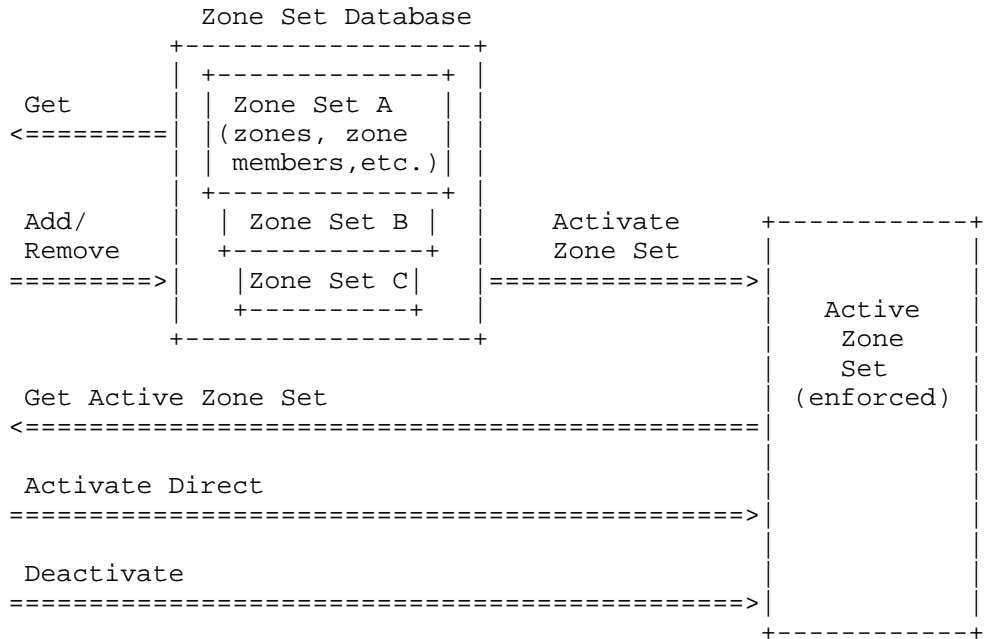 Zone Set Database
+------------------+
| +--------------+ |
Get | | Zone Set A | |
<=========| |(zones, zone | |
| | members,etc.)| |
| +--------------+ |
Add/ | | Zone Set B | | Activate +------------+
Remove | +------------+ | Zone Set | |
=========>| |Zone Set C| |================>| |
| +----------+ | | Active |
+------------------+ | Zone |
| Set |
Get Active Zone Set | (enforced) |
<==============================================| |
| |
Activate Direct | |
==============================================>| |
| |
Deactivate | |
==============================================>| |
+------------+